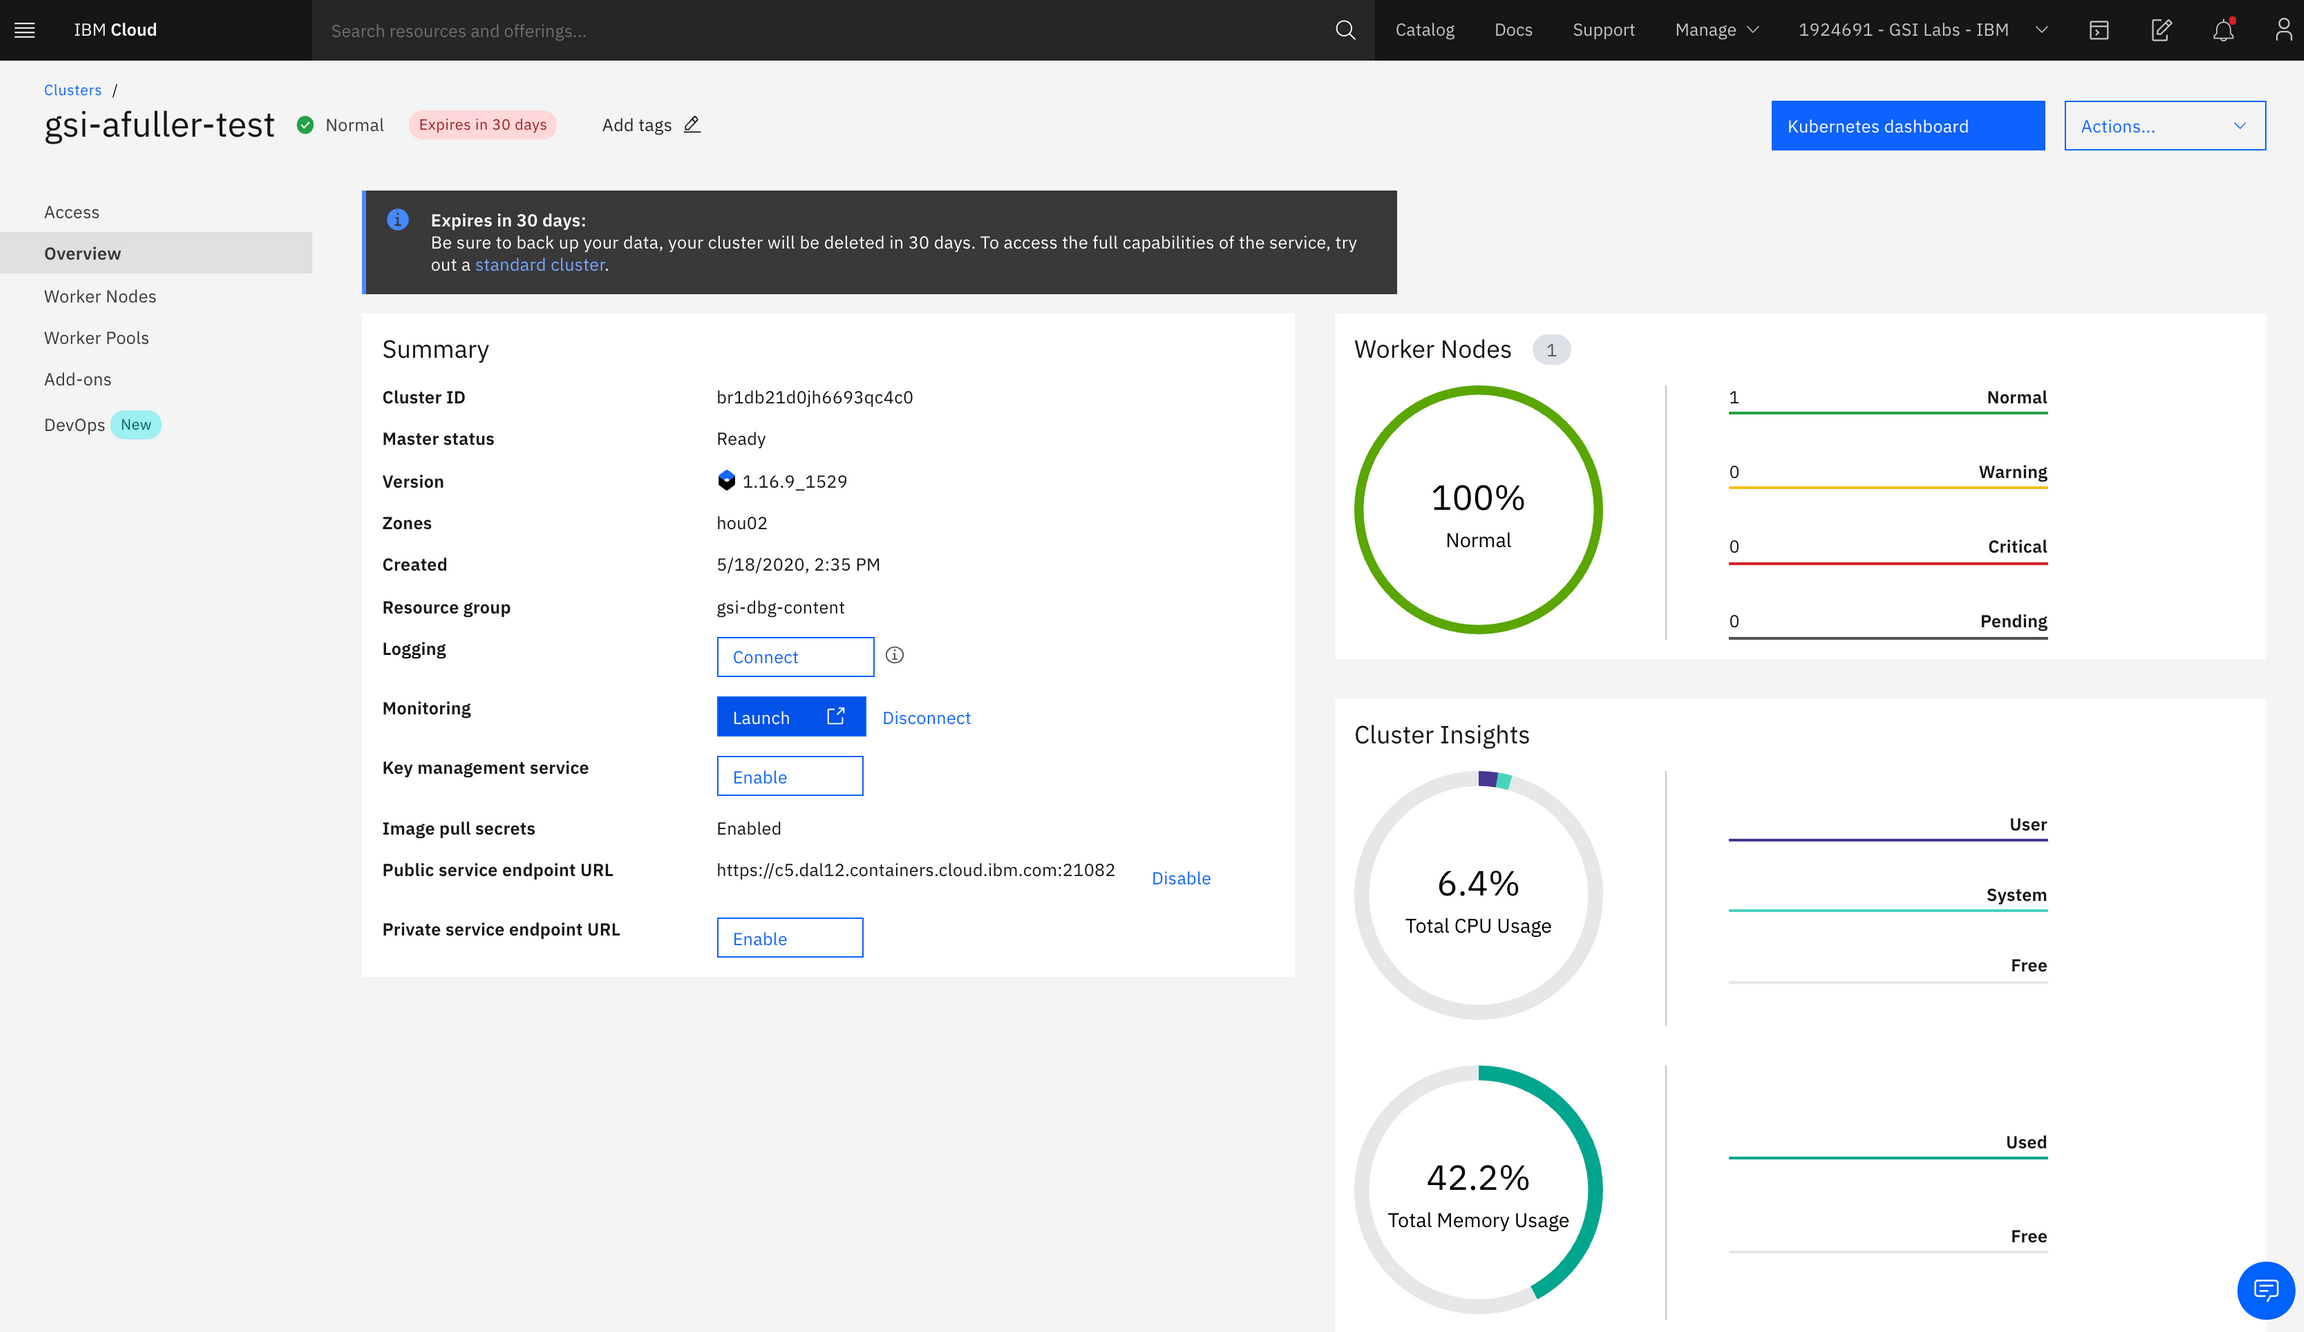 IBM Cloud
Search resources and offerings...
Catalog
Docs
Support
Manage
1924691 - GSI Labs - IBM
Clusters /
gsi-afuller-test
Normal
Expires in 30 days
Add tags
Kubernetes dashboard
Actions...
Access
Overview
Worker Nodes
Worker Pools
Add-ons
DevOps New
Expires in 30 days:
Be sure to back up your data, your cluster will be deleted in 30 days. To access the full capabilities of the service, try
out a standard cluster.
Summary
Cluster ID br1db21d0jh6693qc4c0
Master status Ready
Version 1.16.9_1529
Zones hou02
Created 5/18/2020, 2:35 PM
Resource group gsi-dbg-content
Logging Connect
Monitoring Launch Disconnect
Key management service Enable
Image pull secrets Enabled
Public service endpoint URL https://c5.dal12.containers.cloud.ibm.com:21082 Disable
Private service endpoint URL Enable
Worker Nodes 1
100%
Normal
1 Normal
0 Warning
0 Critical
0 Pending
Cluster Insights
6.4%
Total CPU Usage
User
System
Free
42.2%
Total Memory Usage
Used
Free